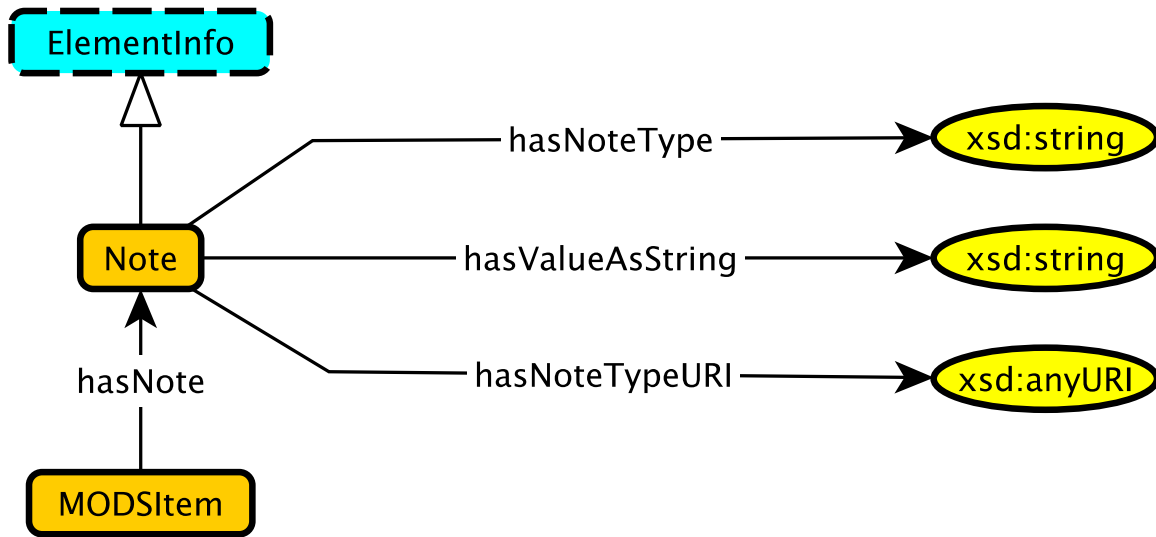 ElementInfo
hasNoteType
xsd:string
Note
hasValueAsString
xsd:string
hasNoteTypeURI
xsd:anyURI
hasNote
MODSItem